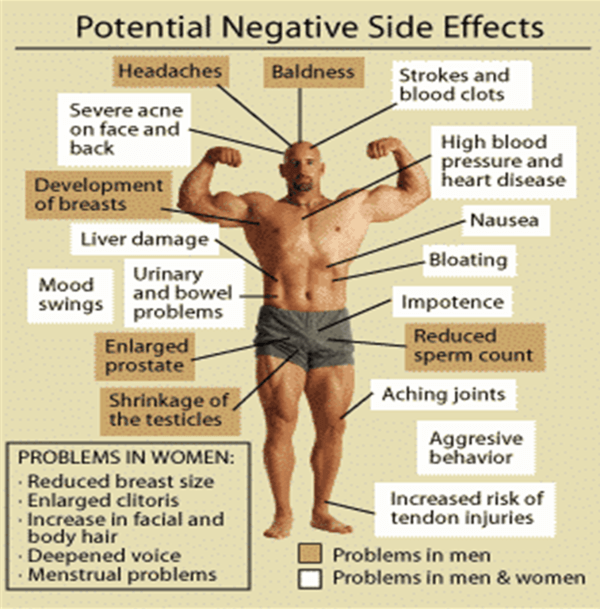 Potential Negative Side Effects
Headaches
Baldness
Strokes and
blood clots
Severe acne
on face and
back
High blood
pressure and
heart disease
Development
of breasts
Nausea
Liver damage
Bloating
Mood
swings
Urinary
and bowel
problems
Impotence
Enlarged
prostate
Reduced
sperm count
Shrinkage of
the testicles
Aching joints
Aggresive
behavior
PROBLEMS IN WOMEN:
· Reduced breast size
· Enlarged clitoris
· Increase in facial and
body hair
· Deepened voice
· Menstrual problems
Increased risk of
tendon injuries
Problems in men
Problems in men & women